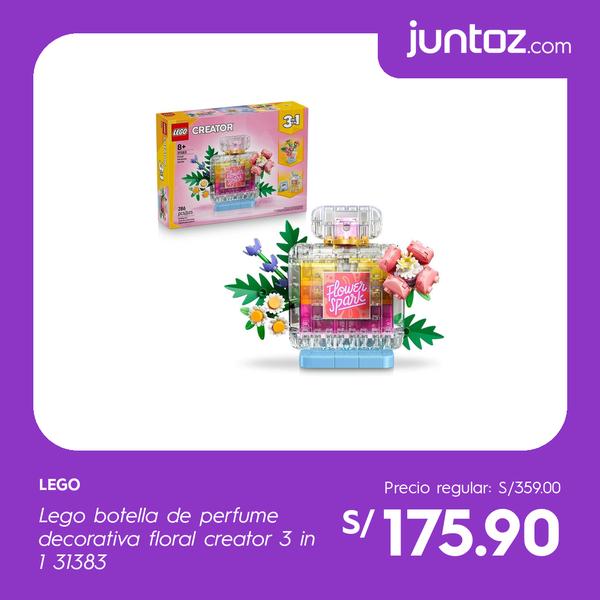 juntoz.com
LEGO CREATOR
3in1
8+
Flower
Spark
LEGO
Precio regular: S/359.00
Lego botella de perfume
decorativa floral creator 3 in
1 31383
S/175.90